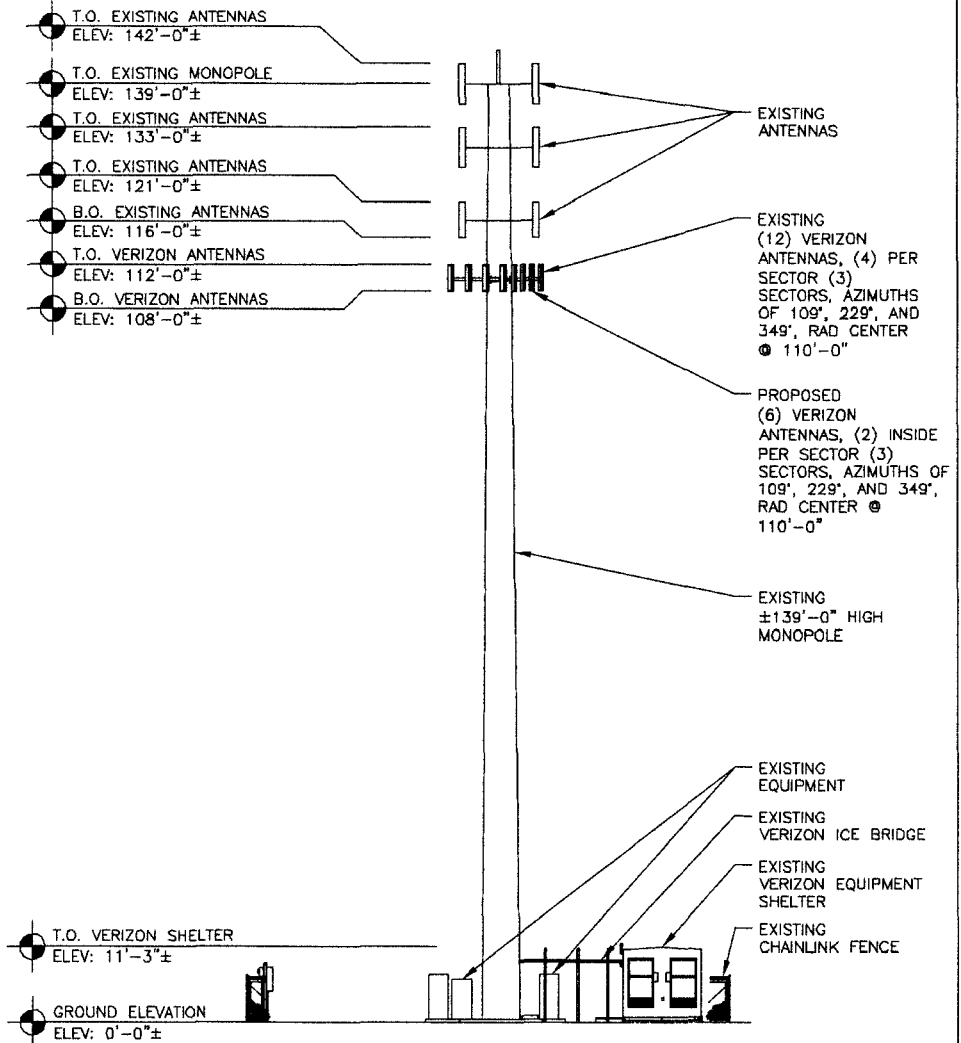 T.O. EXISTING ANTENNAS
ELEV: 142'-0"±
T.O. EXISTING MONOPOLE
ELEV: 139'-0"±
T.O. EXISTING ANTENNAS
ELEV: 133'-0"±
T.O. EXISTING ANTENNAS
ELEV: 121'-0"±
B.O. EXISTING ANTENNAS
ELEV: 116'-0"±
T.O. VERIZON ANTENNAS
ELEV: 112'-0"±
B.O. VERIZON ANTENNAS
ELEV: 108'-0"±
EXISTING
ANTENNAS
EXISTING
(12) VERIZON
ANTENNAS, (4) PER
SECTOR (3)
SECTORS, AZIMUTHS
OF 109°, 229°, AND
349°, RAD CENTER
@ 110'-0"
PROPOSED
(6) VERIZON
ANTENNAS, (2) INSIDE
PER SECTOR (3)
SECTORS, AZIMUTHS OF
109°, 229°, AND 349°,
RAD CENTER @
110'-0"
EXISTING
±139'-0" HIGH
MONOPOLE
EXISTING
EQUIPMENT
EXISTING
VERIZON ICE BRIDGE
EXISTING
VERIZON EQUIPMENT
SHELTER
EXISTING
CHAINLINK FENCE
T.O. VERIZON SHELTER
ELEV: 11'-3"±
GROUND ELEVATION
ELEV: 0'-0"±